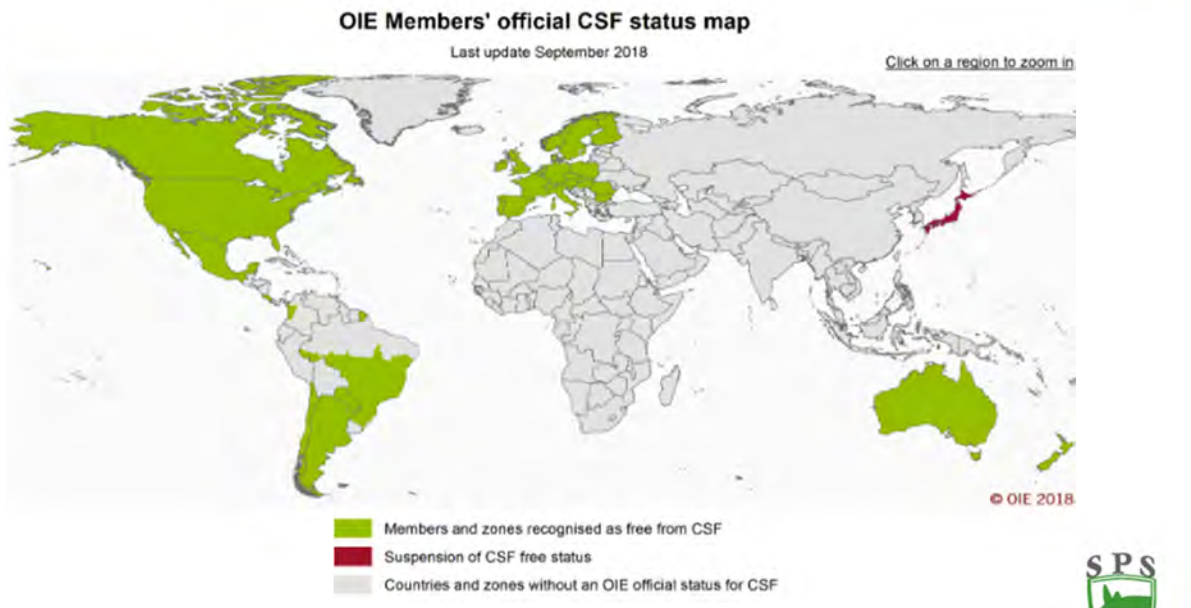 OIE Members' official CSF status map
Last update September 2018
Click on a region to zoom in
© OIE 2018
Members and zones recognised as free from CSF
Suspension of CSF free status
Countries and zones without an OIE official status for CSF
SPS